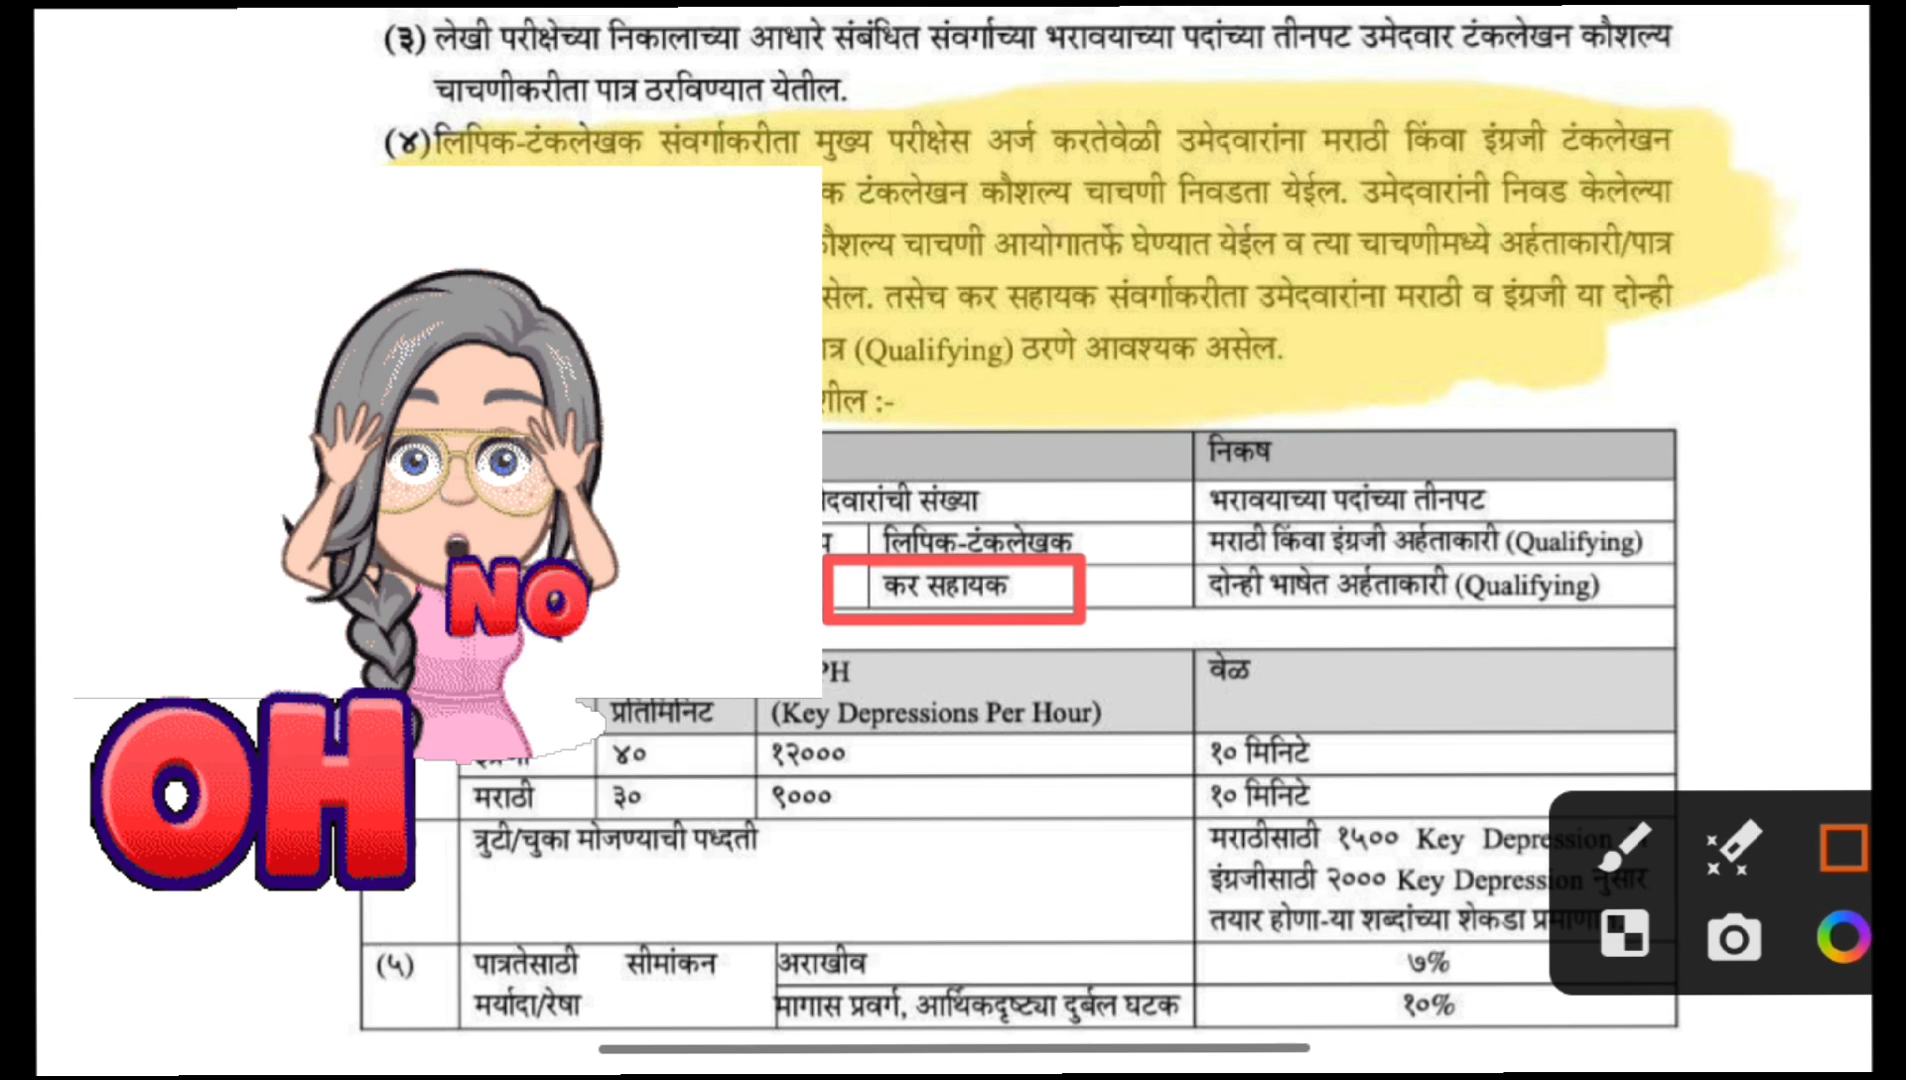 (३) लेखी परीक्षेच्या निकालाच्या आधारे संबंधित संवर्गाच्या भरावयाच्या पदांच्या तीनपट उमेदवार टंकलेखन कौशल्य
चाचणीकरीता पात्र ठरविण्यात येतील.
(४)लिपिक-टंकलेखक संवर्गाकरीता मुख्य परीक्षेस अर्ज करतेवेळी उमेदवारांना मराठी किंवा इंग्रजी टंकलेखन
टंकलेखन कौशल्य चाचणी निवडता येईल. उमेदवारांनी निवड केलेल्या
चाचणी आयोगातर्फे घेण्यात येईल व त्या चाचणीमध्ये अर्हताकारी/पात्र
तसेच कर सहायक संवर्गाकरीता उमेदवारांना मराठी व इंग्रजी या दोन्ही
(Qualifying) ठरणे आवश्यक असेल.
:-
निकष
संख्या भरावयाच्या पदांच्या तीनपट
लिपिक-टंकलेखक मराठी किंवा इंग्रजी अर्हताकारी (Qualifying)
कर सहायक दोन्ही भाषेत अर्हताकारी (Qualifying)
NO
OH
वेळ
प्रतिमिनिट (Key Depressions Per Hour)
४० १२००० १० मिनिटे
मराठी ३० ९००० १० मिनिटे
त्रुटी/चुका मोजण्याची पध्दती मराठीसाठी १५०० Key Depression
इंग्रजीसाठी २००० Key Depression नुसार
तयार होणा-या शब्दांच्या शेकडा
(५) पात्रतेसाठी सीमांकन अराखीव ७%
मर्यादा/रेषा मागास प्रवर्ग, आर्थिकदृष्ट्या दुर्बल घटक १०%